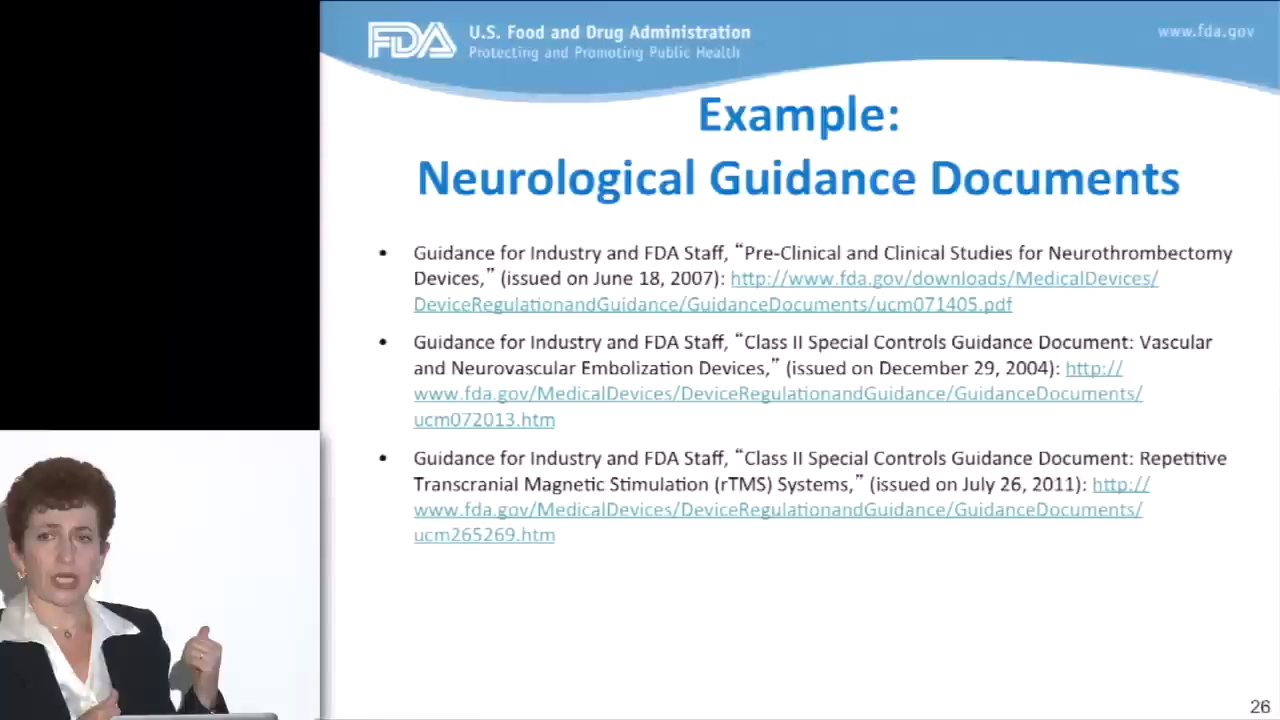 FDA U.S. Food and Drug Administration
Protecting and Promoting Public Health
www.fda.gov
Example:
Neurological Guidance Documents
• Guidance for Industry and FDA Staff, “Pre-Clinical and Clinical Studies for Neurothrombectomy
Devices,” (issued on June 18, 2007): http://www.fda.gov/downloads/MedicalDevices/
DeviceRegulationandGuidance/GuidanceDocuments/ucm071405.pdf
• Guidance for Industry and FDA Staff, “Class II Special Controls Guidance Document: Vascular
and Neurovascular Embolization Devices,” (issued on December 29, 2004): http://
www.fda.gov/MedicalDevices/DeviceRegulationandGuidance/GuidanceDocuments/
ucm072013.htm
• Guidance for Industry and FDA Staff, “Class II Special Controls Guidance Document: Repetitive
Transcranial Magnetic Stimulation (rTMS) Systems,” (issued on July 26, 2011): http://
www.fda.gov/MedicalDevices/DeviceRegulationandGuidance/GuidanceDocuments/
ucm265269.htm
26